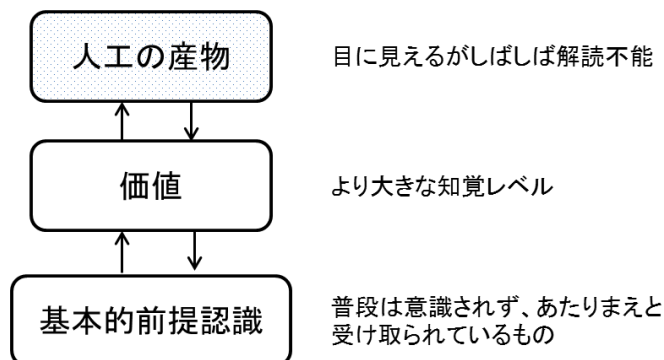 人工の産物
目に見えるがしばしば解読不能
価値
より大きな知覚レベル
基本的前提認識
普段は意識されず、あたりまえと
受け取られているもの